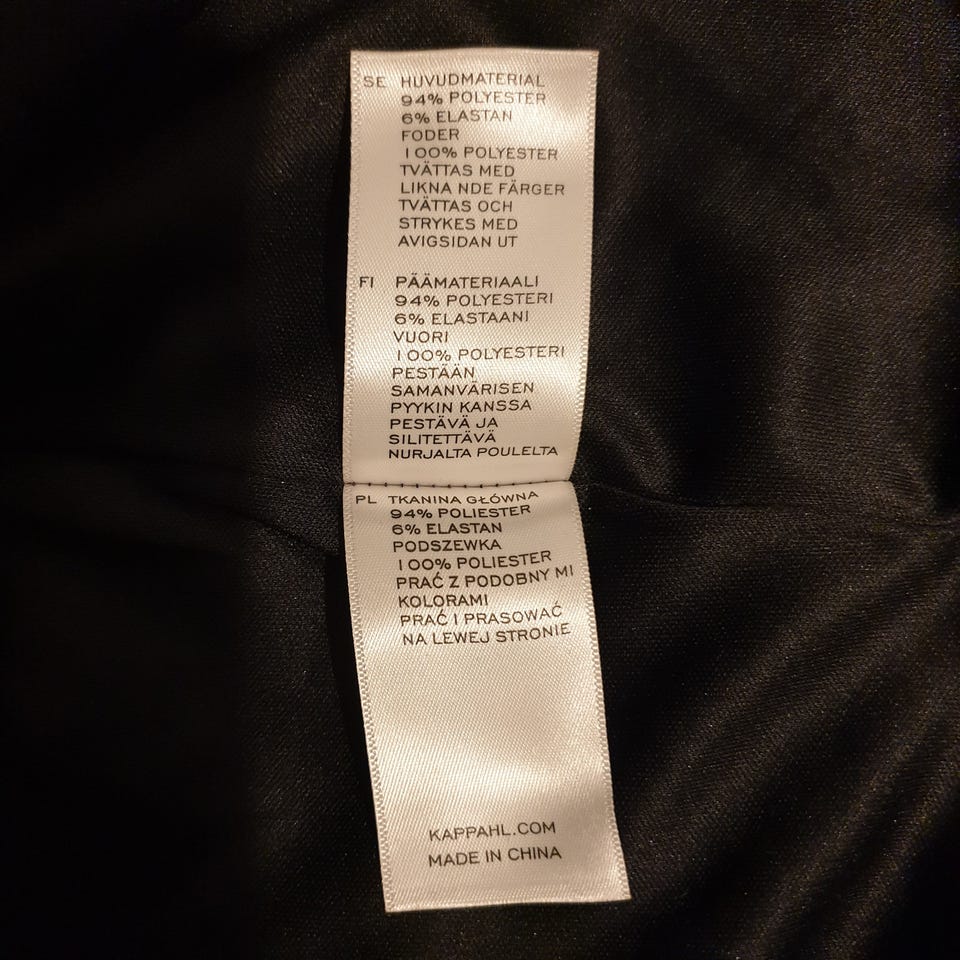 SE HUVUDMATERIAL
94% POLYESTER
6% ELASTAN
FODER
100% POLYESTER
TVÄTTAS MED
LIKNA NDE FÄRGER
TVÄTTAS OCH
STRYKES MED
AVIGSIDAN UT
FI PÄÄMATERIAALI
94% POLYESTERI
6% ELASTAANI
VUORI
100% POLYESTERI
PESTÄÄN
SAMANVÄRISEN
PYYKIN KANSSA
PESTÄVÄ JA
SILITETTÄVÄ
NURJALTA POULELTA
PL TKANINA GŁÓWNA
94% POLIESTER
6% ELASTAN
PODSZEWKA
100% POLIESTER
PRAĆ Z PODOBNY MI
KOLORAMI
PRAĆ I PRASOWAĆ
NA LEWEJ STRONIE
KAPPAHL.COM
MADE IN CHINA